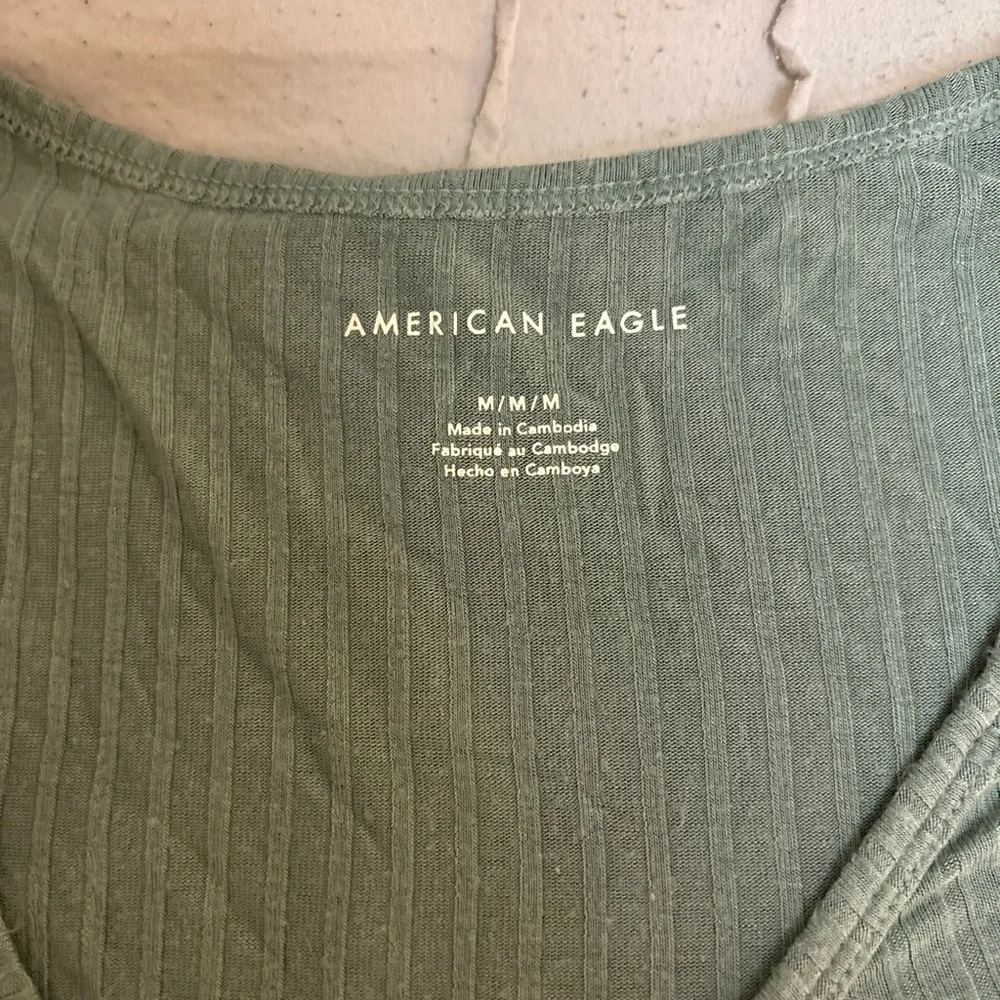 AMERICAN EAGLE
M/M/M
Made in Cambodia
Fabriqué au Cambodge
Hecho en Camboya